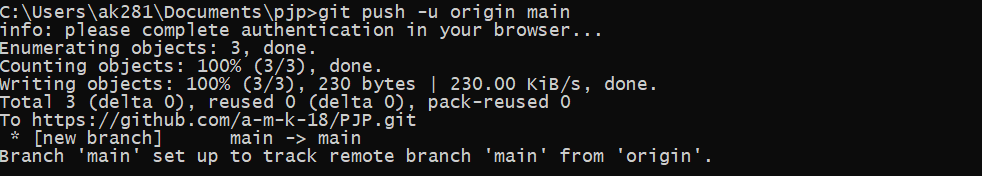 C:\Users\ak281\Documents\pjp>git push -u origin main
info: please complete authentication in your browser...
Enumerating objects: 3, done.
Counting objects: 100% (3/3), done.
Writing objects: 100% (3/3), 230 bytes | 230.00 KiB/s, done.
Total 3 (delta 0), reused 0 (delta 0), pack-reused 0
To https://github.com/a-m-k-18/PJP.git
 * [new branch]      main -> main
Branch 'main' set up to track remote branch 'main' from 'origin'.